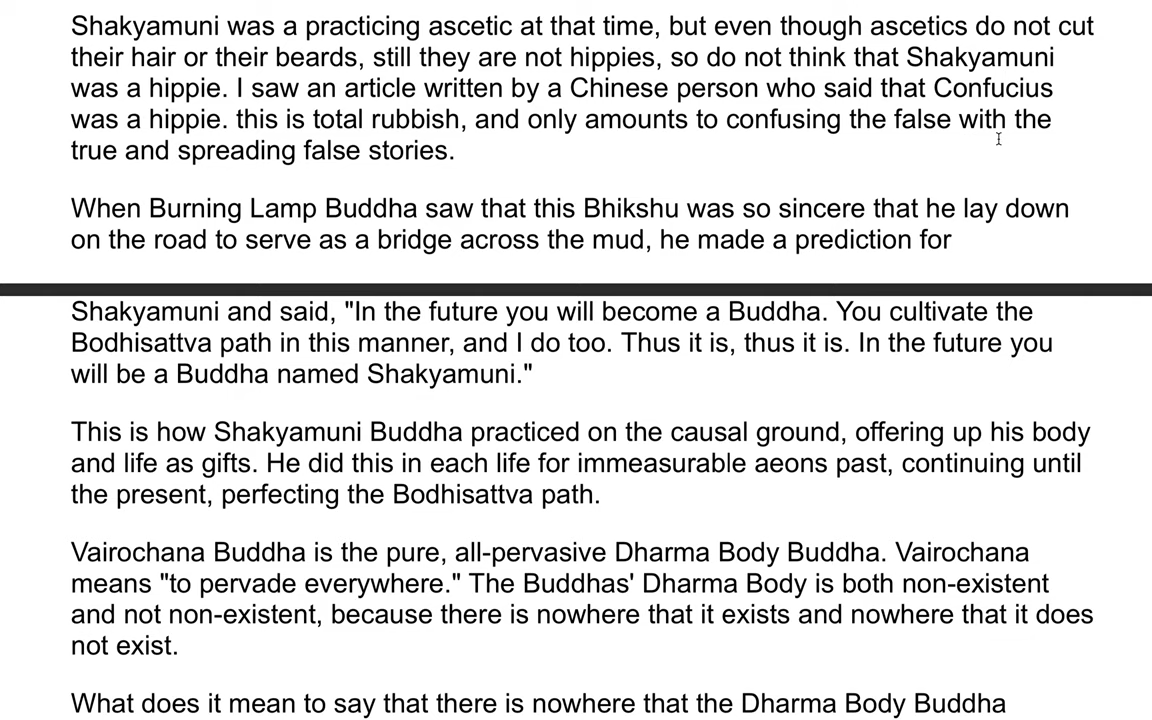 Shakyamuni was a practicing ascetic at that time, but even though ascetics do not cut
their hair or their beards, still they are not hippies, so do not think that Shakyamuni
was a hippie. I saw an article written by a Chinese person who said that Confucius
was a hippie. this is total rubbish, and only amounts to confusing the false with the
true and spreading false stories.
When Burning Lamp Buddha saw that this Bhikshu was so sincere that he lay down
on the road to serve as a bridge across the mud, he made a prediction for
Shakyamuni and said, "In the future you will become a Buddha. You cultivate the
Bodhisattva path in this manner, and I do too. Thus it is, thus it is. In the future you
will be a Buddha named Shakyamuni."
This is how Shakyamuni Buddha practiced on the causal ground, offering up his body
and life as gifts. He did this in each life for immeasurable aeons past, continuing until
the present, perfecting the Bodhisattva path.
Vairochana Buddha is the pure, all-pervasive Dharma Body Buddha. Vairochana
means "to pervade everywhere." The Buddhas' Dharma Body is both non-existent
and not non-existent, because there is nowhere that it exists and nowhere that it does
not exist.
What does it mean to say that there is nowhere that the Dharma Body Buddha